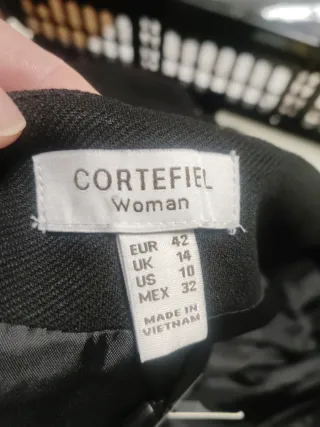 CORTEFIEL
Woman
EUR 42
UK 14
US 10
MEX 32
MADE IN
VIETNAM